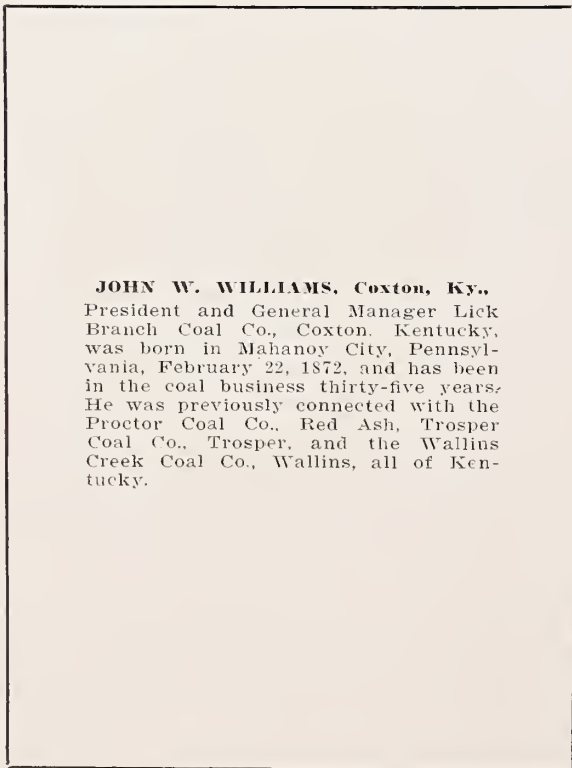 JOHN W. WILLIAMS, Coxton, Ky.,
President and General Manager Lick
Branch Coal Co., Coxton, Kentucky,
was born in Mahanoy City, Pennsyl-
vania, February 22, 1872, and has been
in the coal business thirty-five years.
He was previously connected with the
Proctor Coal Co., Red Ash, Trosper
Coal Co., Trosper, and the Wallins
Creek Coal Co., Wallins, all of Ken-
tucky.